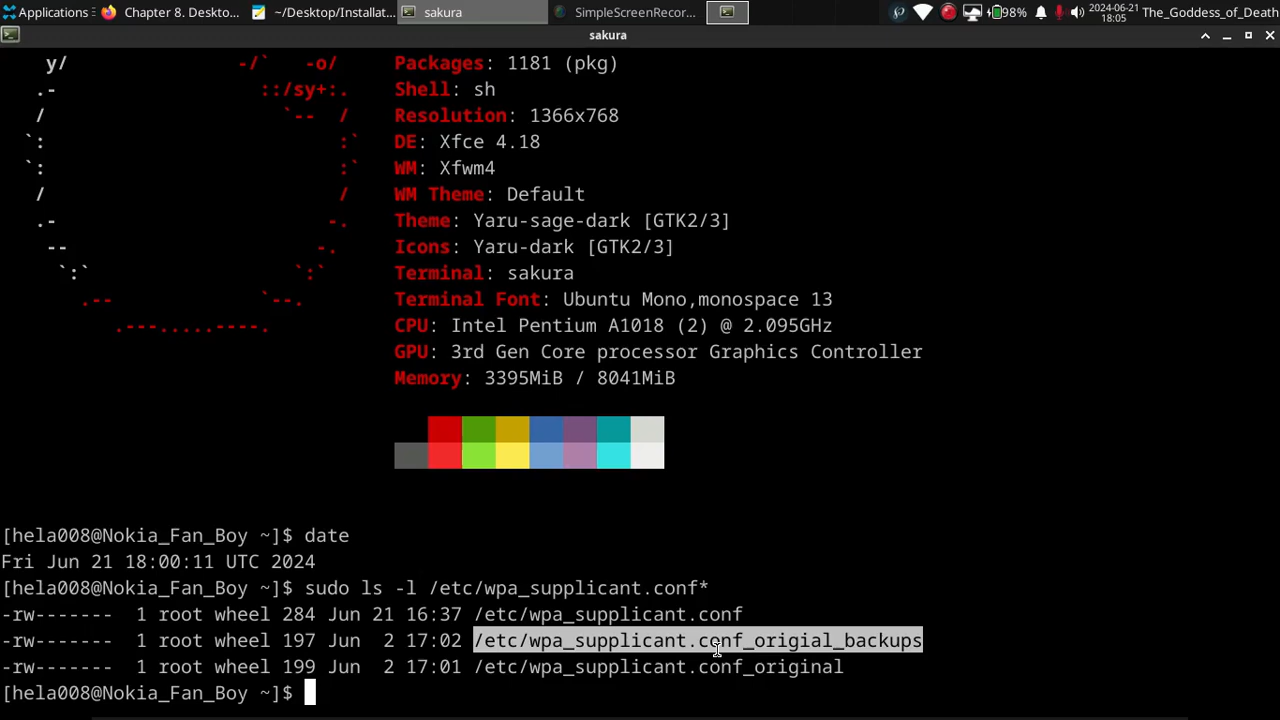 Applications
Chapter 8. Deskto...
~/Desktop/Installat...
sakura
SimpleScreenRecor...
98%
2024-06-21
18:05
The_Goddess_of_Death
sakura
y/ -/` -o/ Packages: 1181 (pkg)
.- ::/sy+:. Shell: sh
/ `-- / Resolution: 1366x768
`: :` DE: Xfce 4.18
`: :` WM: Xfwm4
/ / WM Theme: Default
.- -. Theme: Yaru-sage-dark [GTK2/3]
-- -. Icons: Yaru-dark [GTK2/3]
`:` `:` Terminal: sakura
.-- `--. Terminal Font: Ubuntu Mono,monospace 13
.---.....----. CPU: Intel Pentium A1018 (2) @ 2.095GHz
GPU: 3rd Gen Core processor Graphics Controller
Memory: 3395MiB / 8041MiB
[hela008@Nokia_Fan_Boy ~]$ date
Fri Jun 21 18:00:11 UTC 2024
[hela008@Nokia_Fan_Boy ~]$ sudo ls -l /etc/wpa_supplicant.conf*
-rw-------  1 root wheel 284 Jun 21 16:37 /etc/wpa_supplicant.conf
-rw-------  1 root wheel 197 Jun  2 17:02 /etc/wpa_supplicant.conf_origial_backups
-rw-------  1 root wheel 199 Jun  2 17:01 /etc/wpa_supplicant.conf_original
[hela008@Nokia_Fan_Boy ~]$